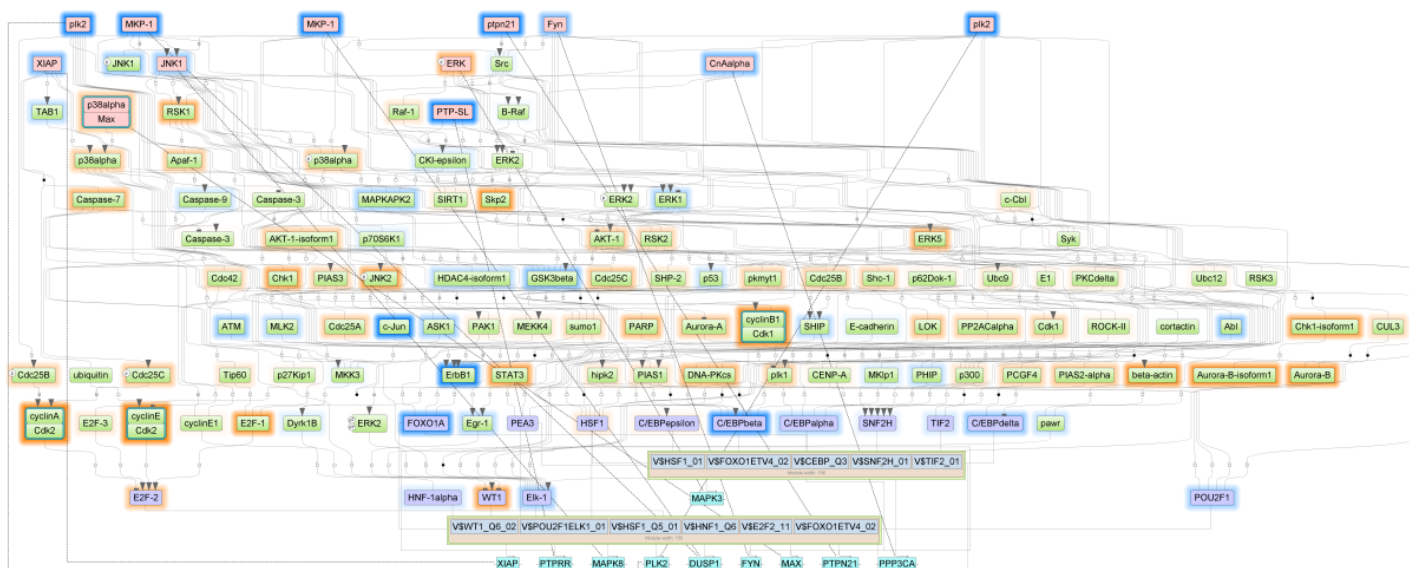 plk2 MKP-1 MKP-1 ptpn21 Fyn plk2
XIAP JNK1 JNK1 ERK Src CnAalpha
TAB1 p38alpha RSK1 Raf-1 PTP-SL B-Raf
Max
p38alpha Apaf-1 p38alpha CKI-epsilon ERK2
Caspase-7 Caspase-9 Caspase-3 MAPKAPK2 SIRT1 Skp2 ERK2 ERK1 c-Cbl
Caspase-3 AKT-1-isoform1 p70S6K1 AKT-1 RSK2 ERK5 Syk
Cdc42 Chk1 PIAS3 JNK2 HDAC4-isoform1 GSK3beta Cdc25C SHP-2 p53 pkmyt1 Cdc25B Shc-1 p62Dok-1 Ubc9 E1 PKCdelta Ubc12 RSK3
ATM MLK2 Cdc25A c-Jun ASK1 PAK1 MEKK4 sumo1 PARP Aurora-A cyclinB1 SHIP E-cadherin LOK PP2ACalpha Cdk1 ROCK-II cortactin Abl Chk1-isoform1 CUL3
Cdk1
Cdc25B ubiquitin Cdc25C Tip60 p27Kip1 MKK3 ErbB1 STAT3 hipk2 PIAS1 DNA-PKcs plk1 CENP-A MKlp1 PHIP p300 PCGF4 PIAS2-alpha beta-actin Aurora-B-isoform1 Aurora-B
cyclinA E2F-3 cyclinE cyclinE1 E2F-1 Dyrk1B ERK2 FOXO1A Egr-1 PEA3 HSF1 C/EBPepsilon C/EBPbeta C/EBPalpha SNF2H TIF2 C/EBPdelta pawr
Cdk2 Cdk2
V$HSF1_01 V$FOXO1ETV4_02 V$CEBP_Q3 V$SNF2H_01 V$TIF2_01
E2F-2 HNF-1alpha WT1 Elk-1 MAPK3 POU2F1
V$WT1_Q6_02 V$POU2F1ELK1_01 V$HSF1_Q5_01 V$HNF1_Q6 V$E2F2_11 V$FOXO1ETV4_02
XIAP PTPRR MAPK8 PLK2 DUSP1 FYN MAX PTPN21 PPP3CA